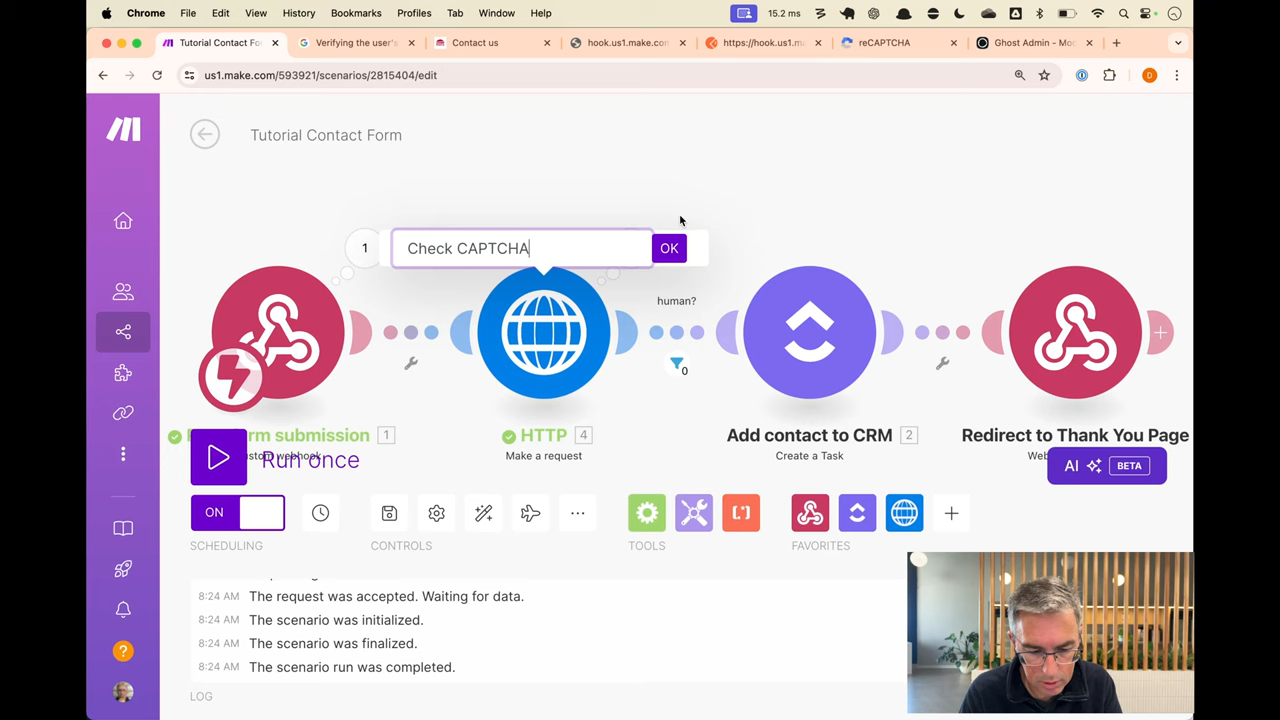 Chrome File Edit View History Bookmarks Profiles Tab Window Help 15.2 ms
Tutorial Contact Fo Verifying the user's Contact us hook.us1.make.com https://hook.us1.m reCAPTCHA Ghost Admin - Mo
us1.make.com/593921/scenarios/2815404/edit D
Tutorial Contact Form
1 Check CAPTCHA OK
human?
0
rm submission 1 HTTP 4 Add contact to CRM 2 Redirect to Thank You Page
webhook Make a request Create a Task
Run once AI BETA
ON
SCHEDULING CONTROLS TOOLS FAVORITES
8:24 AM The request was accepted. Waiting for data.
8:24 AM The scenario was initialized.
8:24 AM The scenario was finalized.
8:24 AM The scenario run was completed.
LOG